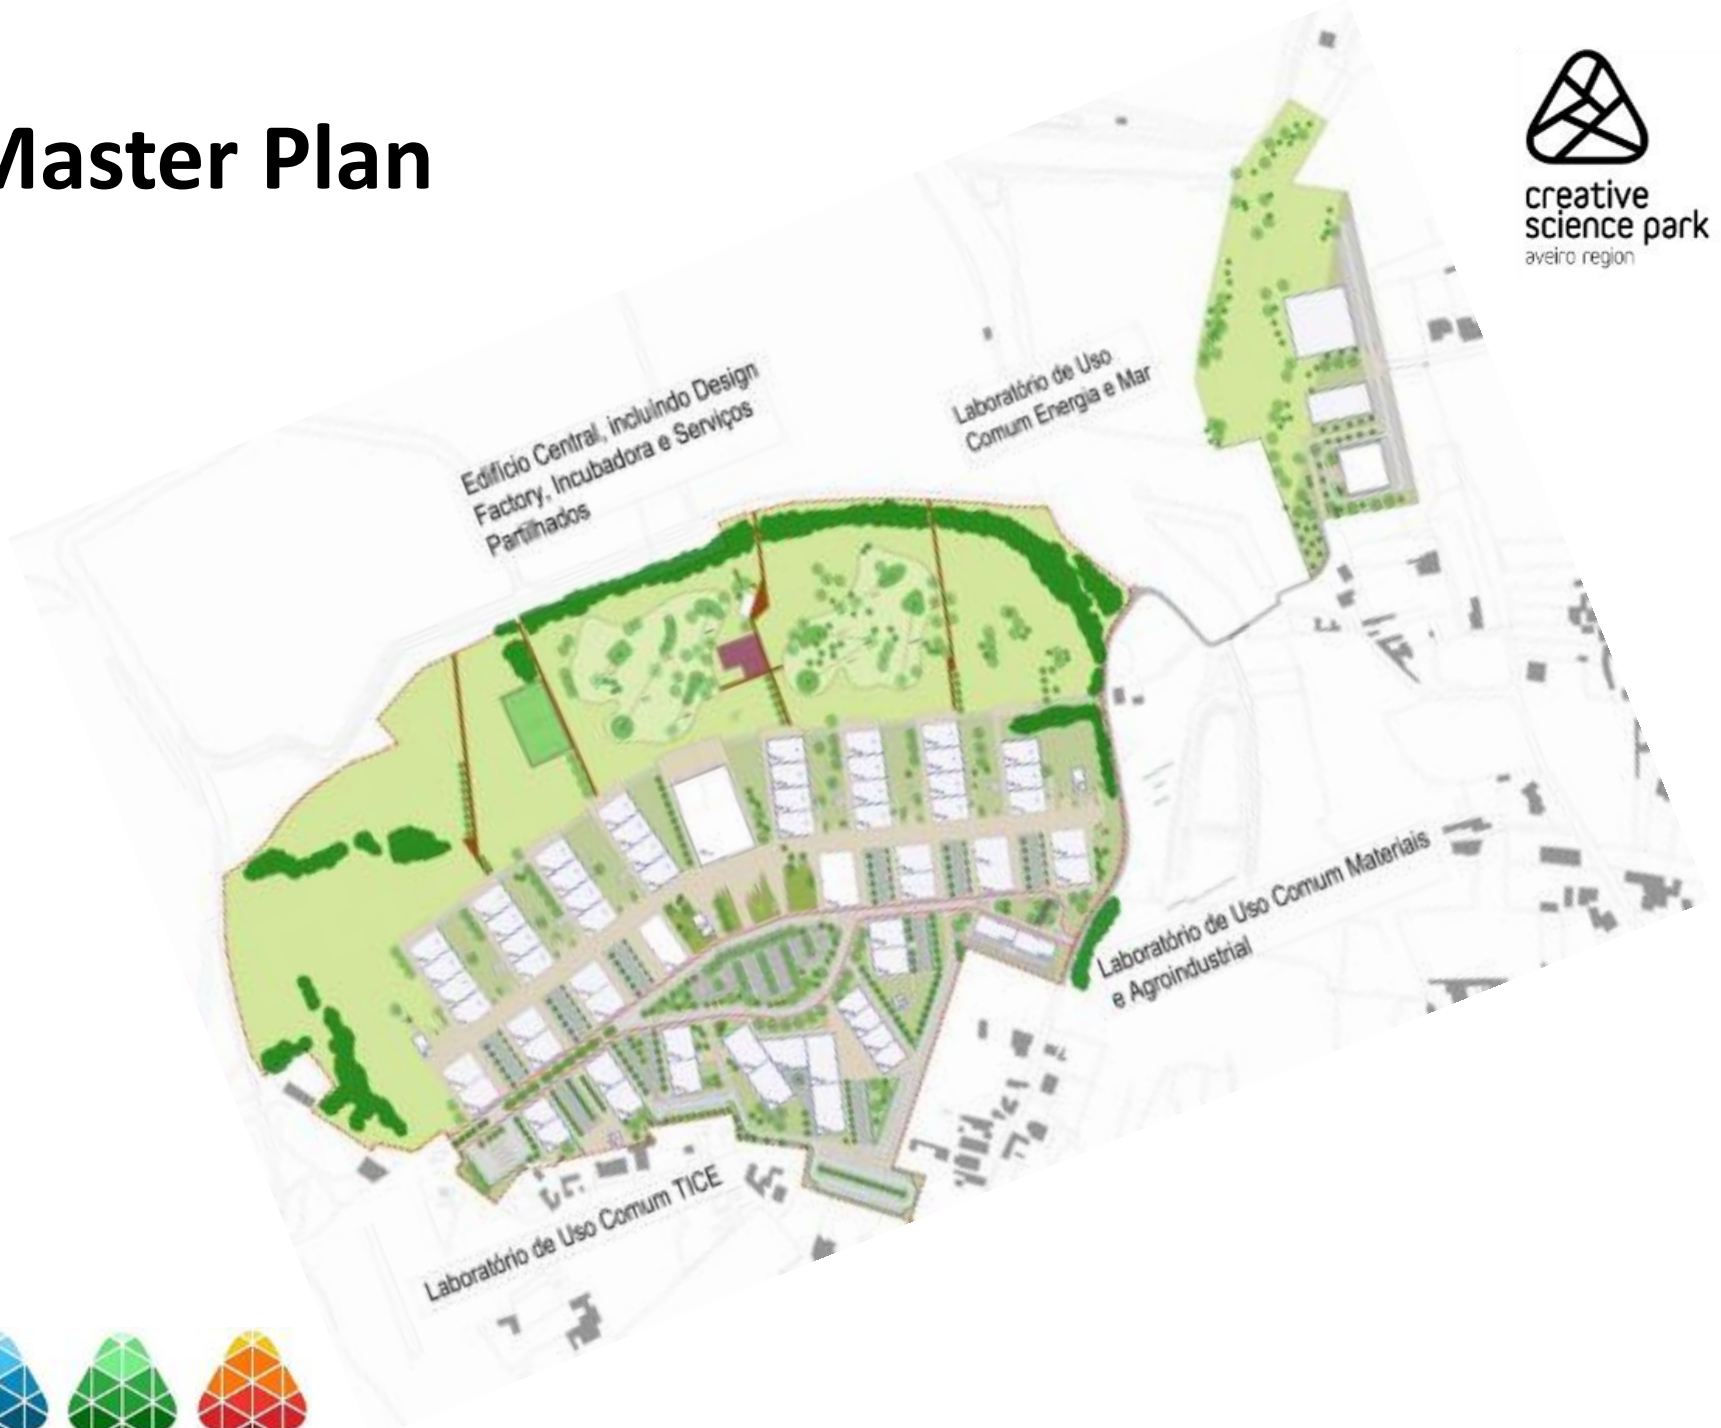 Master Plan
creative
science park
aveiro region
Laboratório de Uso
Comum Energia e Mar
Edifício Central, incluíndo Design
Factory, Incubadora e Serviços
Partilhados
Laboratório de Uso Comum Materiais
e Agroindustrial
Laboratório de Uso Comum TICE